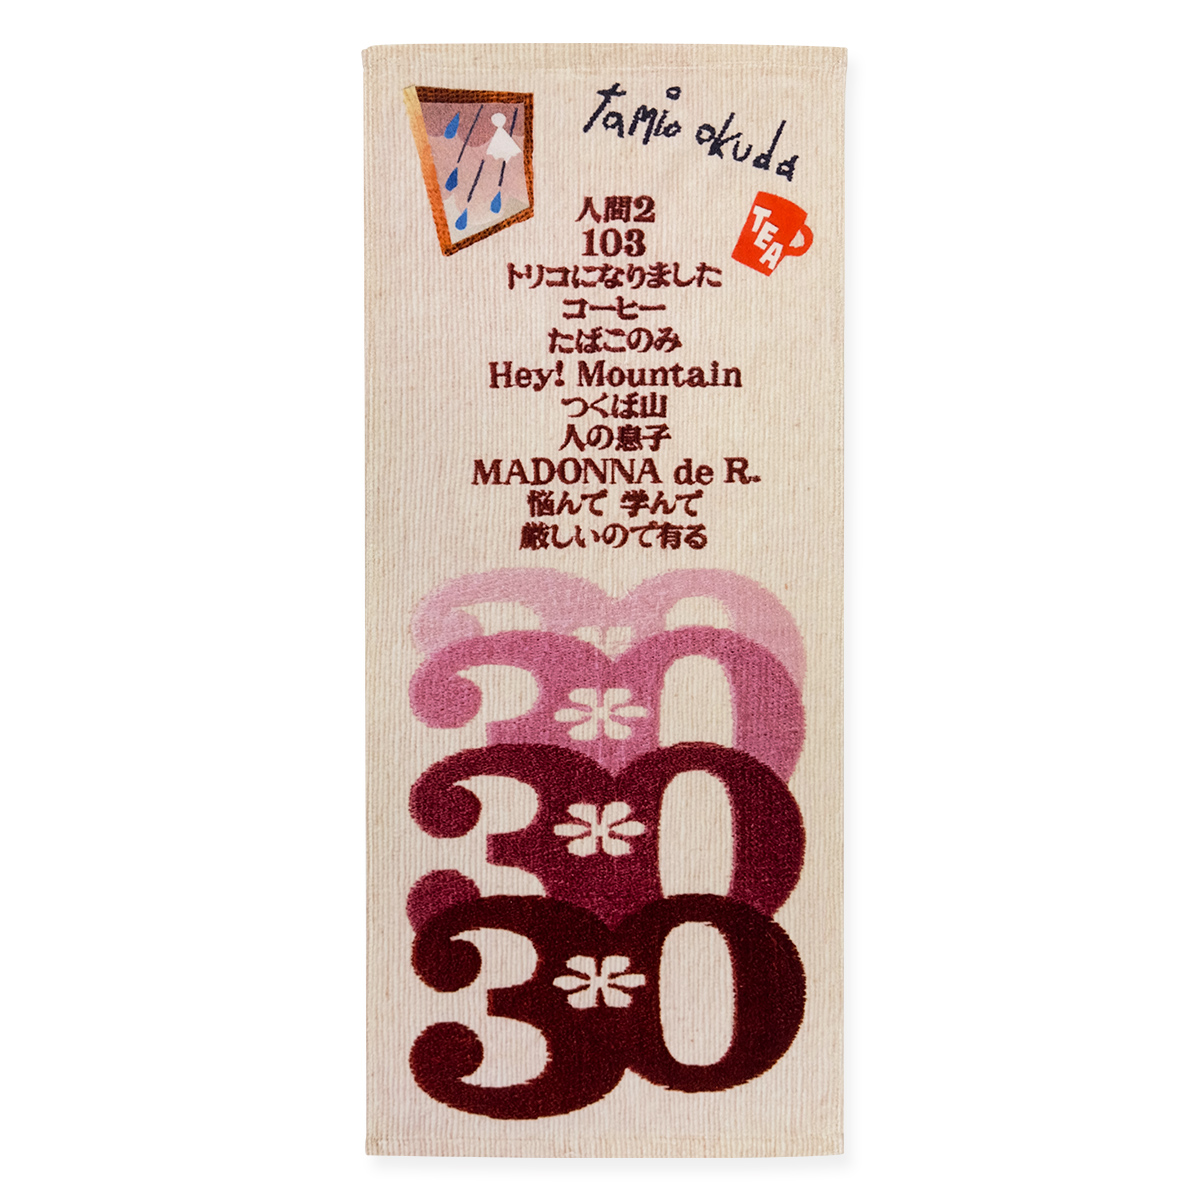 tamio okuda
TEA
人間2
103
トリコになりました
コーヒー
たばこのみ
Hey! Mountain
つくば山
人の息子
MADONNA de R.
悩んで 学んで
厳しいので有る
30
30
30
30